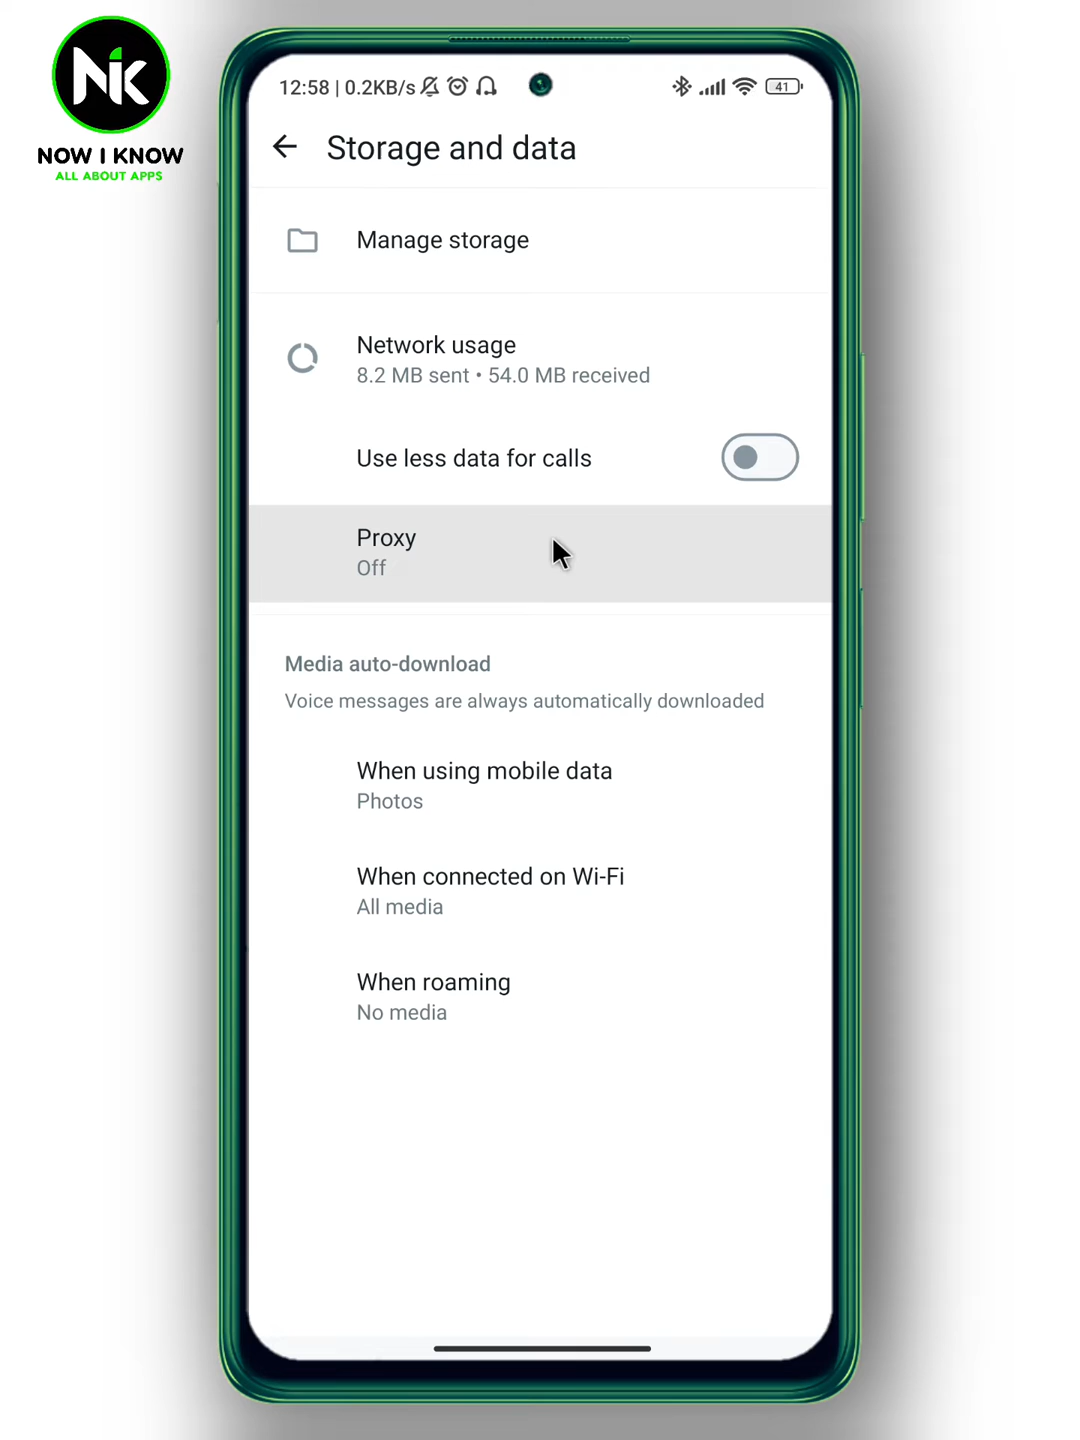 NIK
NOW I KNOW
ALL ABOUT APPS
12:58 | 0.2KB/s
41
Storage and data
Manage storage
Network usage
8.2 MB sent • 54.0 MB received
Use less data for calls
Proxy
Off
Media auto-download
Voice messages are always automatically downloaded
When using mobile data
Photos
When connected on Wi-Fi
All media
When roaming
No media